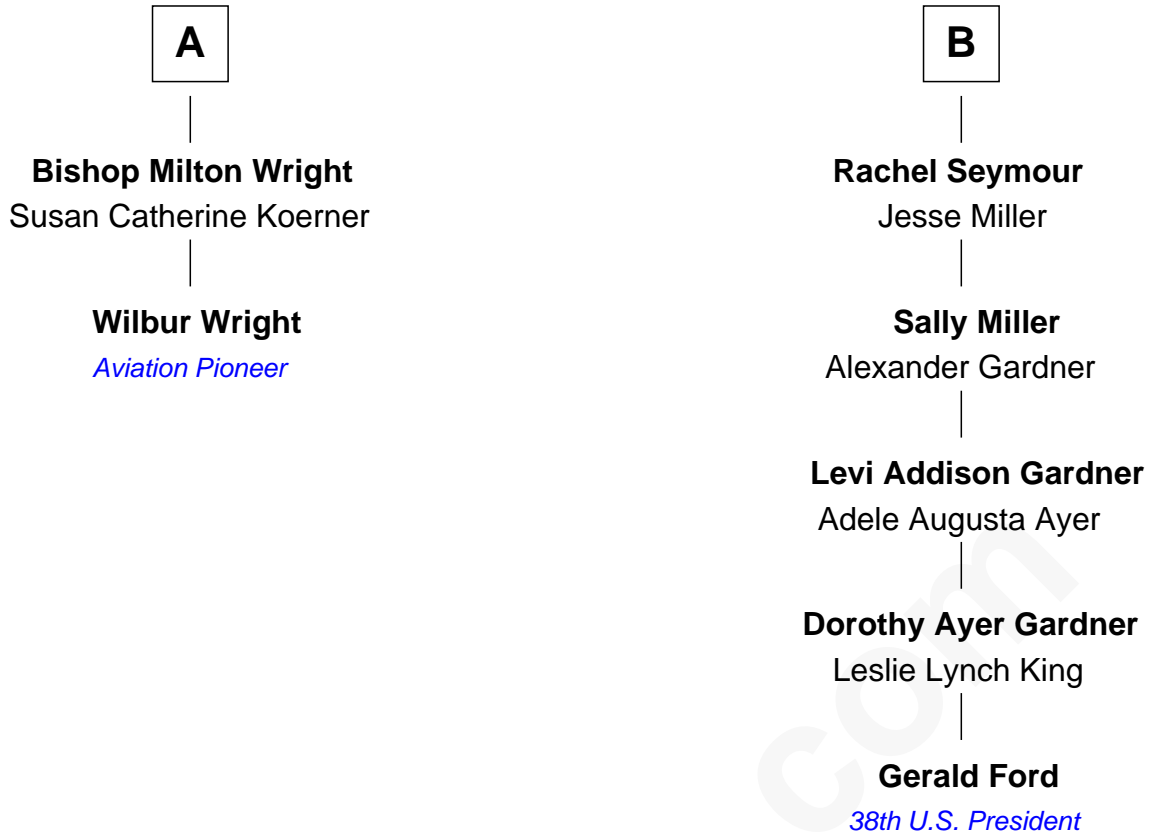 A
Bishop Milton Wright
Susan Catherine Koerner
Wilbur Wright
Aviation Pioneer
B
Rachel Seymour
Jesse Miller
Sally Miller
Alexander Gardner
Levi Addison Gardner
Adele Augusta Ayer
Dorothy Ayer Gardner
Leslie Lynch King
Gerald Ford
38th U.S. President
com